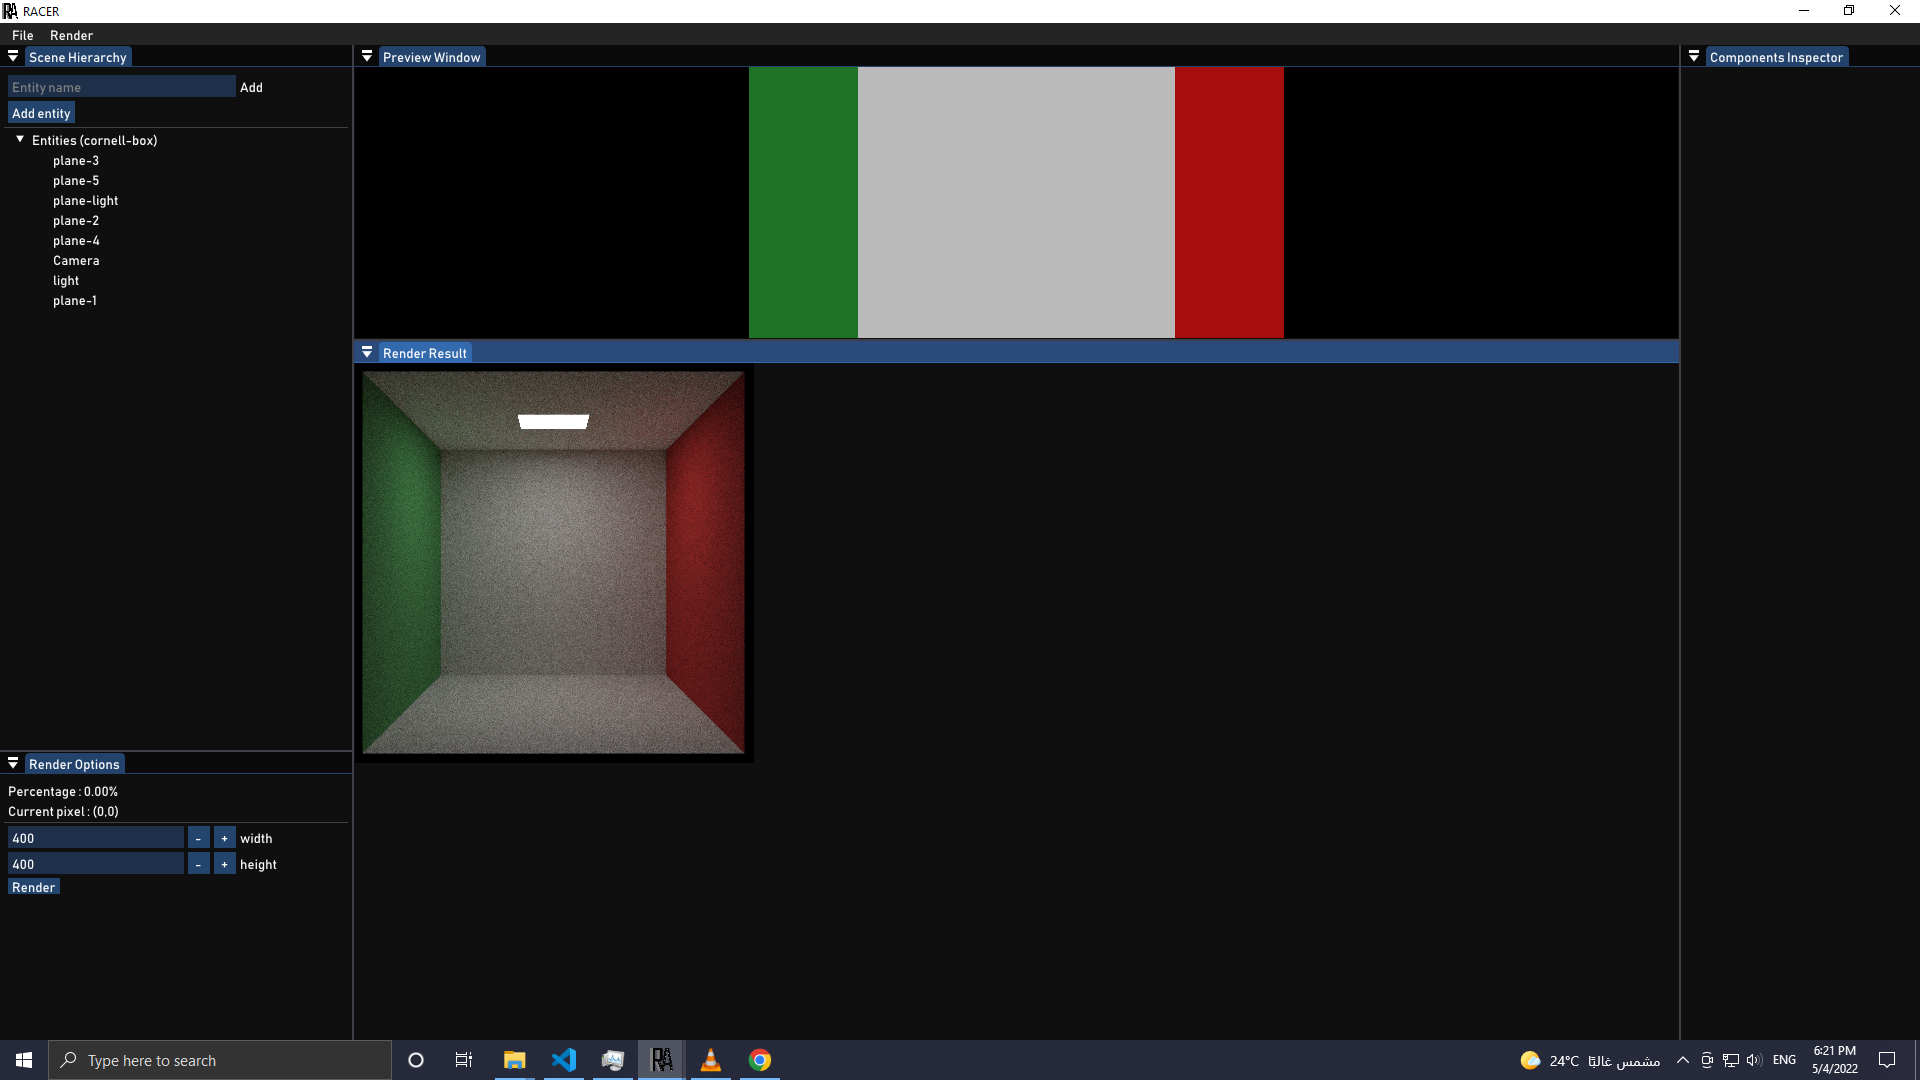 RACER
File Render
Scene Hierarchy
Entity name Add
Add entity
Entities (cornell-box)
plane-3
plane-5
plane-light
plane-2
plane-4
Camera
light
plane-1
Render Options
Percentage : 0.00%
Current pixel : (0,0)
400 - + width
400 - + height
Render
Preview Window
Render Result
Components Inspector
Type here to search
RA
24°C مشمس غالبًا
ENG
6:21 PM
5/4/2022